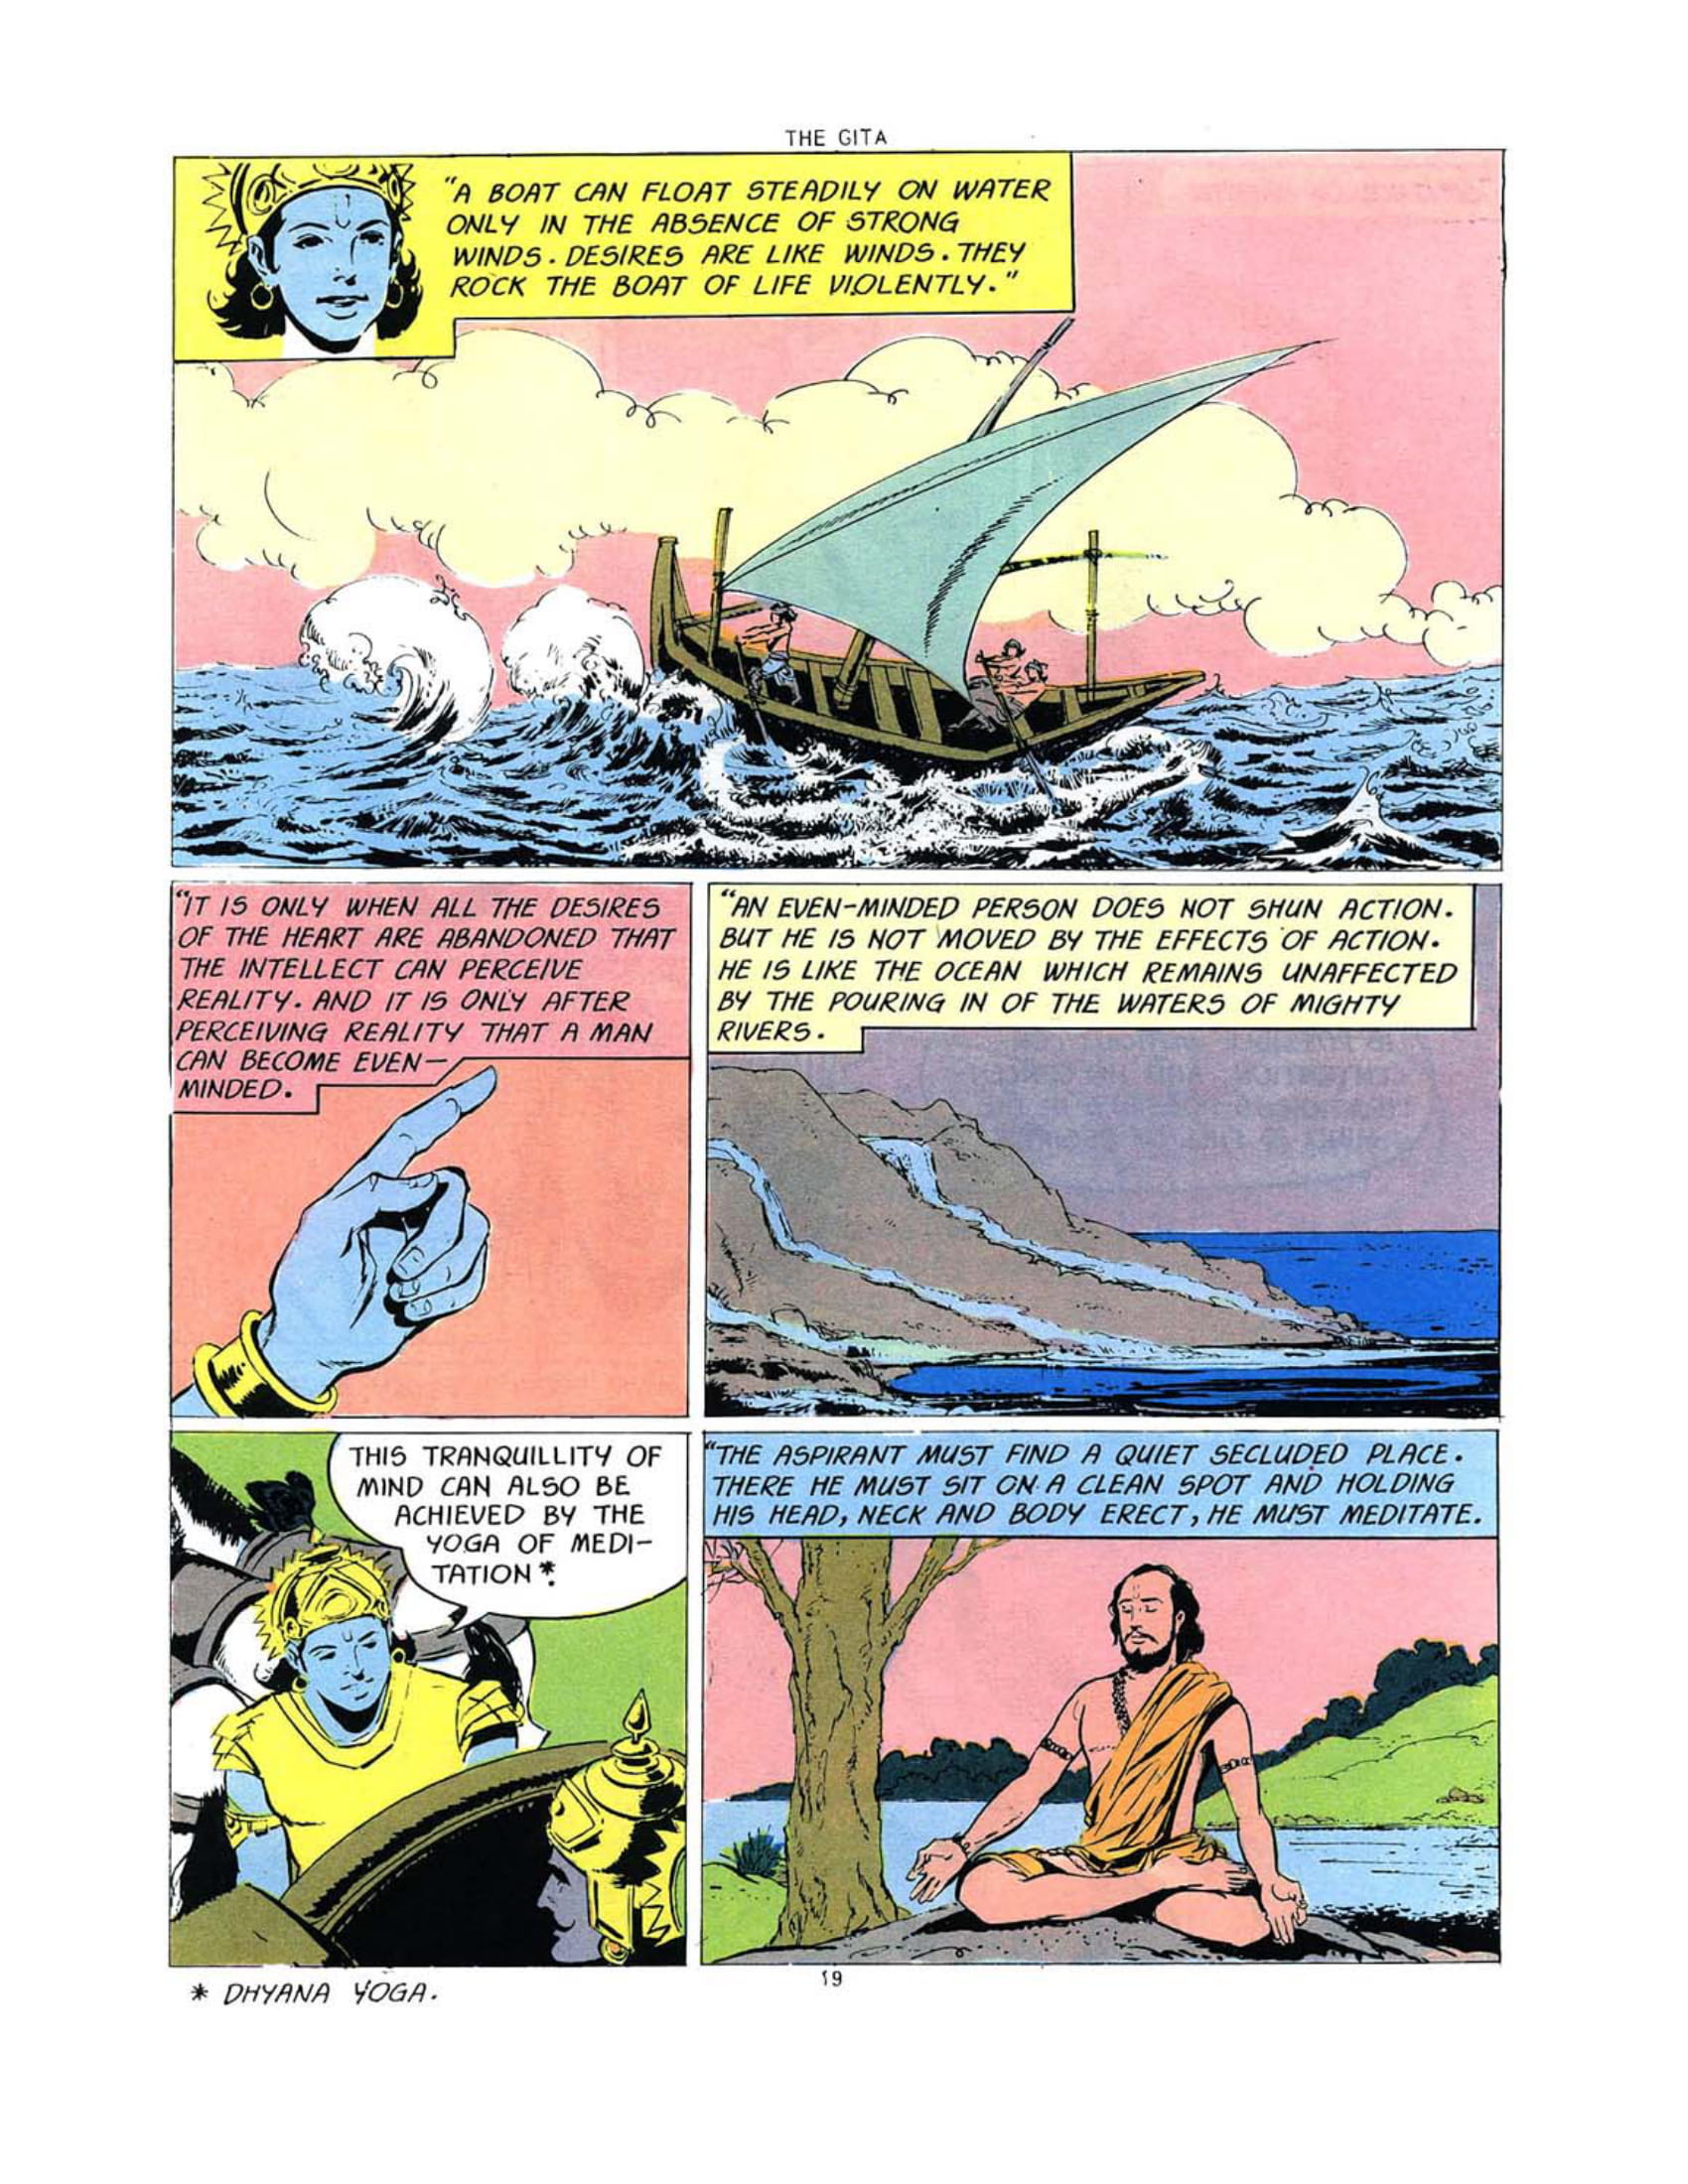 THE GITA
"A BOAT CAN FLOAT STEADILY ON WATER
ONLY IN THE ABSENCE OF STRONG
WINDS. DESIRES ARE LIKE WINDS. THEY
ROCK THE BOAT OF LIFE VIOLENTLY."
"IT IS ONLY WHEN ALL THE DESIRES
OF THE HEART ARE ABANDONED THAT
THE INTELLECT CAN PERCEIVE
REALITY. AND IT IS ONLY AFTER
PERCEIVING REALITY THAT A MAN
CAN BECOME EVEN-
MINDED.
"AN EVEN-MINDED PERSON DOES NOT SHUN ACTION.
BUT HE IS NOT MOVED BY THE EFFECTS OF ACTION.
HE IS LIKE THE OCEAN WHICH REMAINS UNAFFECTED
BY THE POURING IN OF THE WATERS OF MIGHTY
RIVERS.
THIS TRANQUILLITY OF
MIND CAN ALSO BE
ACHIEVED BY THE
YOGA OF MEDI-
TATION*.
"THE ASPIRANT MUST FIND A QUIET SECLUDED PLACE.
THERE HE MUST SIT ON A CLEAN SPOT AND HOLDING
HIS HEAD, NECK AND BODY ERECT, HE MUST MEDITATE.
* DHYANA YOGA.
19